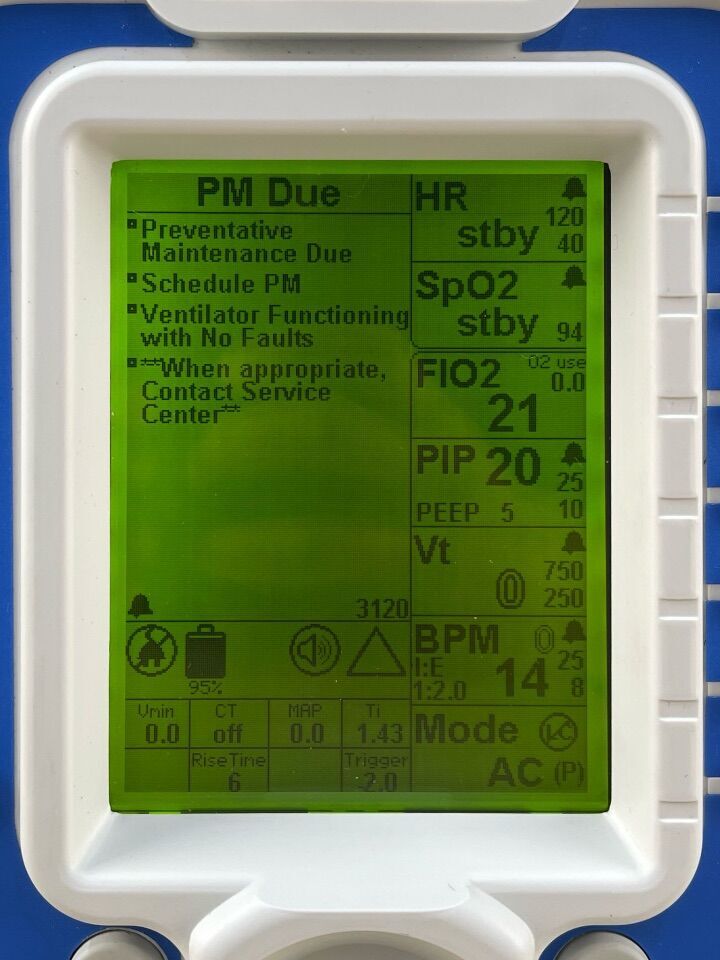 PM Due
Preventative
Maintenance Due
Schedule PM
Ventilator Functioning
with No Faults
**When appropriate,
Contact Service
Center**
3120
95%
Vmin
0.0
CT
off
MAP
0.0
Ti
1.43
RiseTime
6
Trigger
-2.0
HR
stby
120
40
SpO2
stby
94
FIO2
O2 use
0.0
21
PIP 20
25
PEEP 5 10
Vt
0
750
250
BPM 0
25
I:E
1:2.0
14
8
Mode
AC (P)